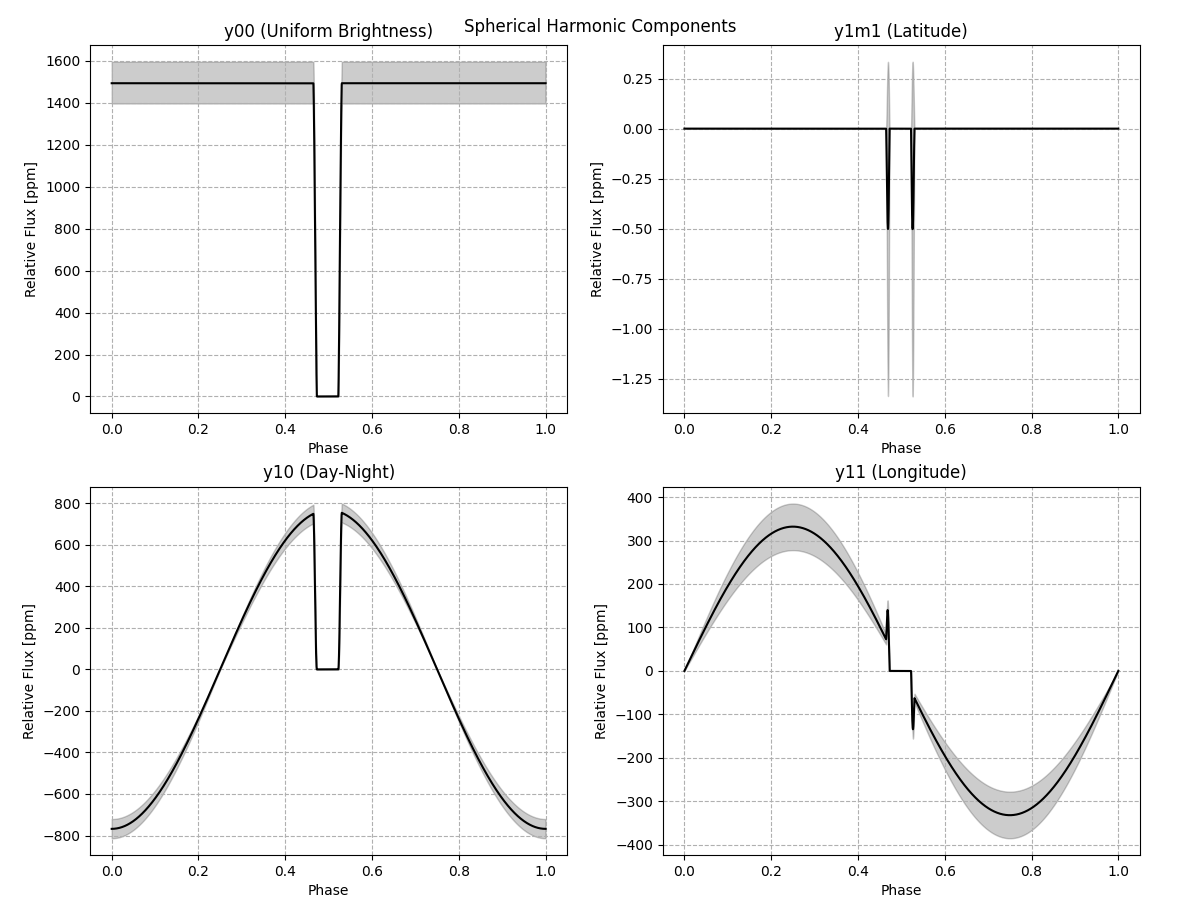 Spherical Harmonic Components
y00 (Uniform Brightness)
1600
1400
1200
1000
800
600
400
200
0
Relative Flux [ppm]
0.0 0.2 0.4 0.6 0.8 1.0
Phase
y1m1 (Latitude)
0.25
0.00
−0.25
−0.50
−0.75
−1.00
−1.25
Relative Flux [ppm]
0.0 0.2 0.4 0.6 0.8 1.0
Phase
y10 (Day-Night)
800
600
400
200
0
−200
−400
−600
−800
Relative Flux [ppm]
0.0 0.2 0.4 0.6 0.8 1.0
Phase
y11 (Longitude)
400
300
200
100
0
−100
−200
−300
−400
Relative Flux [ppm]
0.0 0.2 0.4 0.6 0.8 1.0
Phase